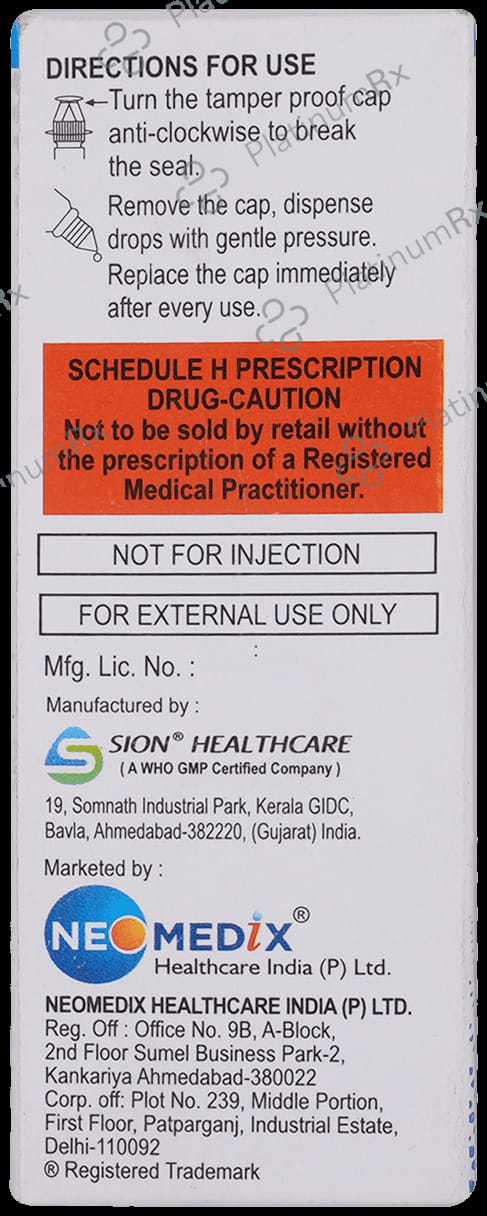 DIRECTIONS FOR USE
Turn the tamper proof cap
anti-clockwise to break
the seal.
Remove the cap, dispense
drops with gentle pressure.
Replace the cap immediately
after every use.
SCHEDULE H PRESCRIPTION
DRUG-CAUTION
Not to be sold by retail without
the prescription of a Registered
Medical Practitioner.
NOT FOR INJECTION
FOR EXTERNAL USE ONLY
:
Mfg. Lic. No. :
Manufactured by :
SION® HEALTHCARE
( A WHO GMP Certified Company )
19, Somnath Industrial Park, Kerala GIDC,
Bavla, Ahmedabad-382220, (Gujarat) India.
Marketed by :
NEOMEDiX®
Healthcare India (P) Ltd.
NEOMEDIX HEALTHCARE INDIA (P) LTD.
Reg. Off : Office No. 9B, A-Block,
2nd Floor Sumel Business Park-2,
Kankariya Ahmedabad-380022
Corp. off: Plot No. 239, Middle Portion,
First Floor, Patparganj, Industrial Estate,
Delhi-110092
® Registered Trademark
PlatinumRx
PlatinumRx
PlatinumRx